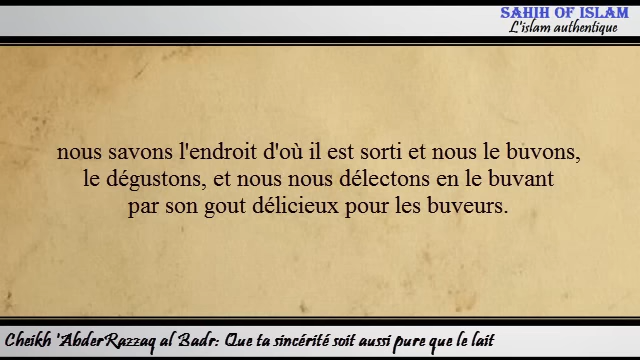 SAHIH OF ISLAM
L'islam authentique
nous savons l'endroit d'où il est sorti et nous le buvons,
le dégustons, et nous nous délectons en le buvant
par son gout délicieux pour les buveurs.
Cheikh 'AbderRazzaq al Badr: Que ta sincérité soit aussi pure que le lait